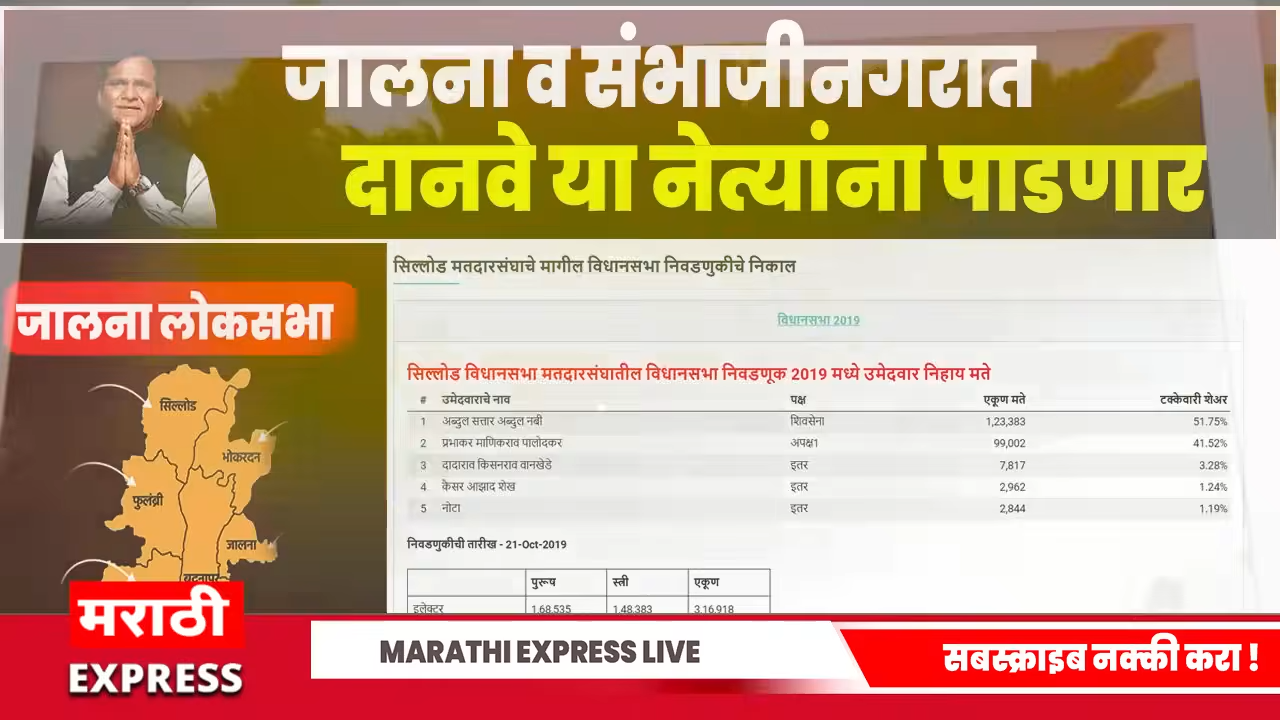 जालना व संभाजीनगरात
दानवे या नेत्यांना पाडणार
जालना लोकसभा
सिल्लोड
भोकरदन
फुलंब्री
जालना
बदनापूर
सिल्लोड मतदारसंघाचे मागील विधानसभा निवडणुकीचे निकाल
विधानसभा 2019
सिल्लोड विधानसभा मतदारसंघातील विधानसभा निवडणूक 2019 मध्ये उमेदवार निहाय मते
# उमेदवाराचे नाव पक्ष एकूण मते टक्केवारी शेअर
1 अब्दुल सत्तार अब्दुल नबी शिवसेना 1,23,383 51.75%
2 प्रभाकर माणिकराव पालोदकर अपक्ष1 99,002 41.52%
3 दादाराव किसनराव वानखेडे इतर 7,817 3.28%
4 केसर आझाद शेख इतर 2,962 1.24%
5 नोटा इतर 2,844 1.19%
निवडणुकीची तारीख - 21-Oct-2019
पुरूष स्त्री एकूण
इलेक्टर 1,68,535 1,48,383 3,16,918
मराठी
EXPRESS
MARATHI EXPRESS LIVE
सबस्क्राइब नक्की करा !